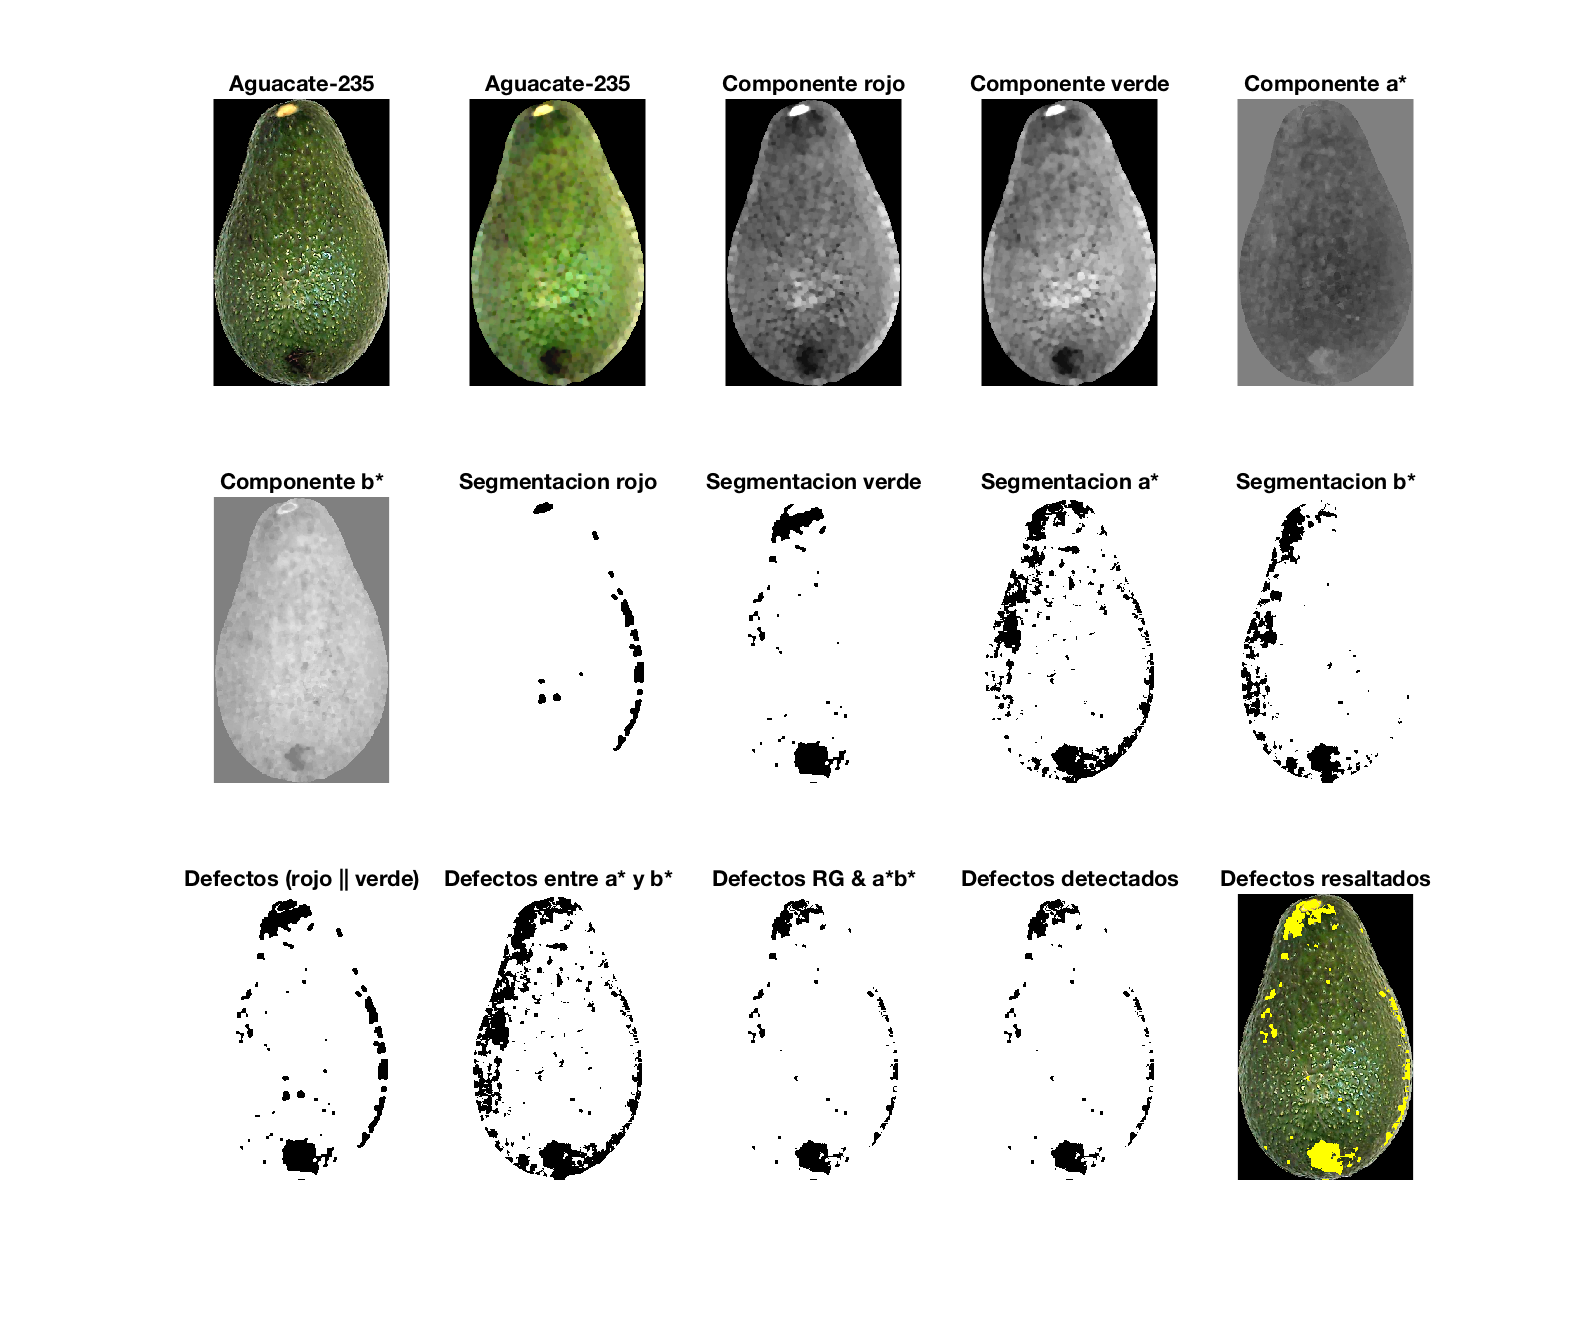 Aguacate-235
Aguacate-235
Componente rojo
Componente verde
Componente a*
Componente b*
Segmentacion rojo
Segmentacion verde
Segmentacion a*
Segmentacion b*
Defectos (rojo || verde)
Defectos entre a* y b*
Defectos RG & a*b*
Defectos detectados
Defectos resaltados